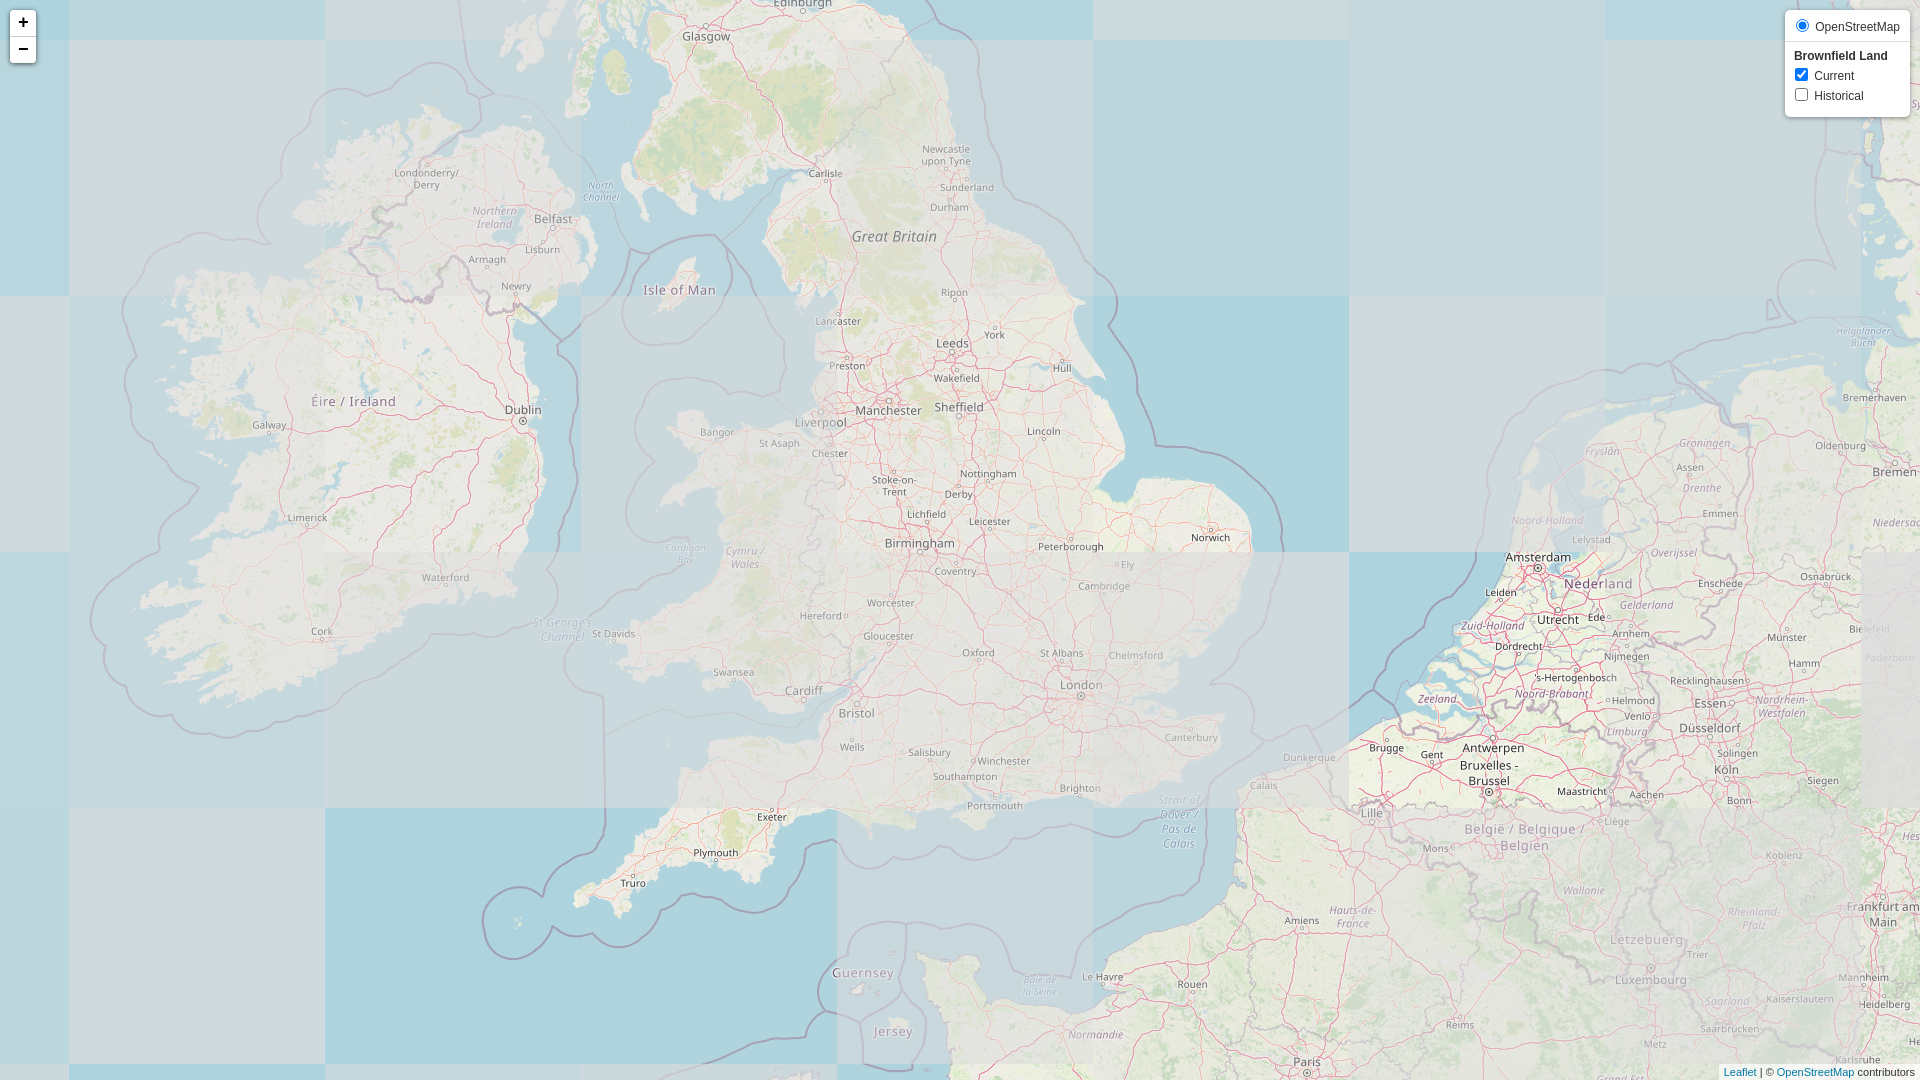 +
−
OpenStreetMap
Brownfield Land
Current
Historical
Edinburgh
Glasgow
Newcastle
upon Tyne
Londonderry/
Derry
Carlisle
North
Channel
Sunderland
Durham
Northern
Ireland
Belfast
Great Britain
Lisburn
Armagh
Newry
Isle of Man
Ripon
Lancaster
York
Helgoländer
Bucht
Leeds
Preston
Hull
Wakefield
Bremerhaven
Éire / Ireland
Dublin
Manchester
Sheffield
Galway
Liverpool
Bangor
St Asaph
Lincoln
Groningen
Oldenburg
Fryslân
Chester
Assen
Bremen
Stoke-on-
Trent
Nottingham
Derby
Drenthe
Limerick
Lichfield
Leicester
Emmen
Noord-Holland
Niedersac
Birmingham
Peterborough
Norwich
Lelystad
Cardigan
Bay
Cymru /
Wales
Amsterdam
Overijssel
Ely
Coventry
Waterford
Cambridge
Nederland
Enschede
Osnabrück
Leiden
Worcester
Gelderland
Hereford
St George's
Channel
Utrecht
Ede
Zuid-Holland
Arnhem
Bielefeld
Cork
St Davids
Gloucester
Münster
Dordrecht
Oxford
St Albans
Chelmsford
Nijmegen
Paderborn
Hamm
Swansea
's-Hertogenbosch
Recklinghausen
London
Cardiff
Zeeland
Noord-Brabant
Helmond
Essen
Nordrhein-
Westfalen
Bristol
Venlo
Limburg
Düsseldorf
Canterbury
Wells
Salisbury
Brugge
Antwerpen
Gent
Solingen
Winchester
Dunkerque
Bruxelles -
Brussel
Köln
Southampton
Siegen
Brighton
Calais
Maastricht
Aachen
Bonn
Portsmouth
Strait of
Dover /
Pas de
Calais
Exeter
Lille
Liège
België / Belgique /
Belgien
Mons
Plymouth
Koblenz
Truro
Wallonie
Hauts-de-
France
Amiens
Rheinland-
Pfalz
Frankfurt am
Main
Lëtzebuerg
Trier
Guernsey
Le Havre
Baie de
la Seine
Rouen
Luxembourg
Mannheim
Saarland
Kaiserslautern
Heidelberg
Jersey
Normandie
Reims
Saarbrücken
Metz
Paris
Karlsruhe
Grand Est
Leaflet | © OpenStreetMap contributors